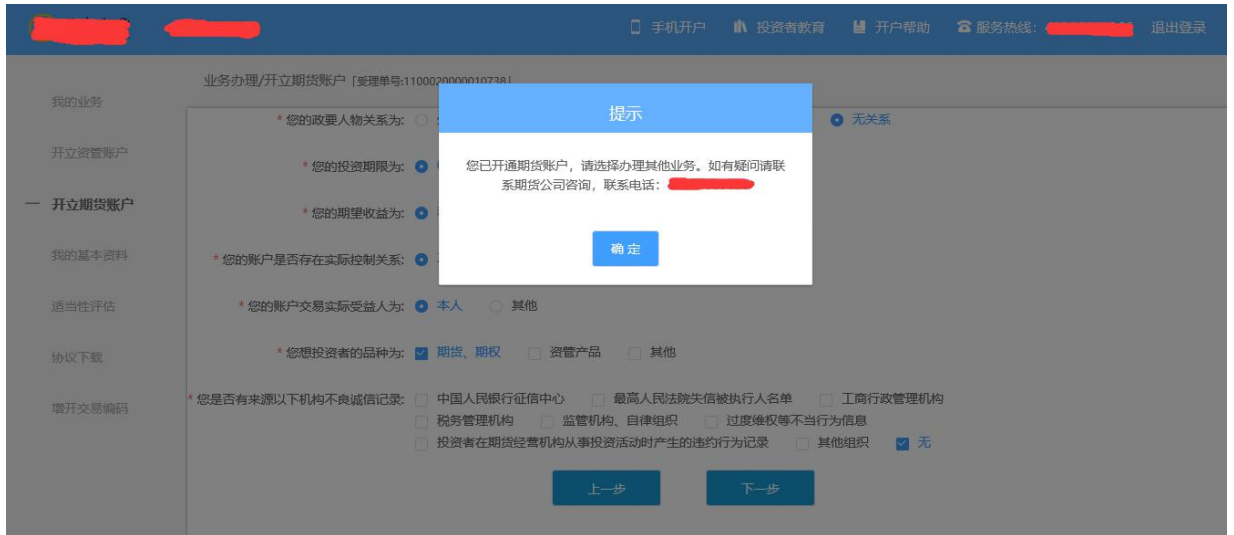 手机开户 投资者教育 开户帮助 服务热线: 退出登录
业务办理/开立期货账户「受理单号:1100020000010738」
我的业务
开立资管账户
一 开立期货账户
我的基本资料
适当性评估
协议下载
增开交易编码
* 您的政要人物关系为: 无关系
* 您的投资期限为:
* 您的期望收益为:
* 您的账户是否存在实际控制关系:
* 您的账户交易实际受益人为: 本人 其他
* 您想投资者的品种为: 期货、期权 资管产品 其他
* 您是否有来源以下机构不良诚信记录: 中国人民银行征信中心 最高人民法院失信被执行人名单 工商行政管理机构
税务管理机构 监管机构、自律组织 过度维权等不当行为信息
投资者在期货经营机构从事投资活动时产生的违约行为记录 其他组织 无
上一步 下一步
提示
您已开通期货账户，请选择办理其他业务。如有疑问请联
系期货公司咨询，联系电话：
确定